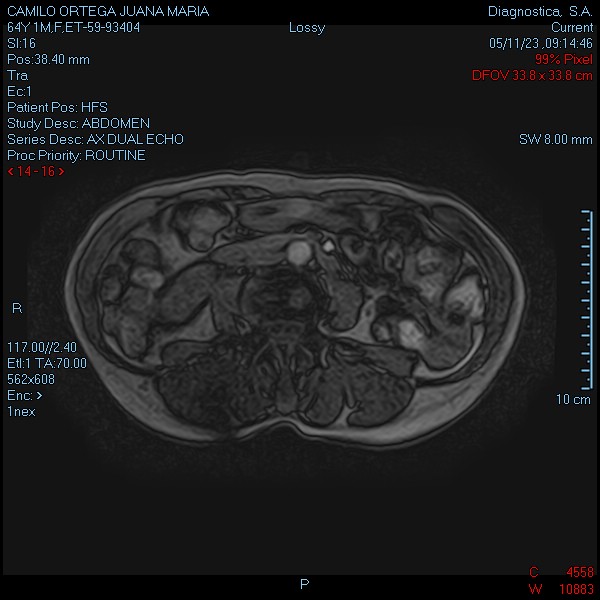 CAMILO ORTEGA JUANA MARIA
64Y 1M,F,ET-59-93404
Sl:16
Pos:38.40 mm
Tra
Ec:1
Patient Pos: HFS
Study Desc: ABDOMEN
Series Desc: AX DUAL ECHO
Proc Priority: ROUTINE
< 14 - 16 >
Lossy
Diagnostica, S.A.
Current
05/11/23 ,09:14:46
99% Pixel
DFOV 33.8 x 33.8 cm
SW 8.00 mm
R
117.00//2.40
Etl:1 TA:70.00
562x608
Enc: >
1nex
10 cm
P
C 4558
W 10883